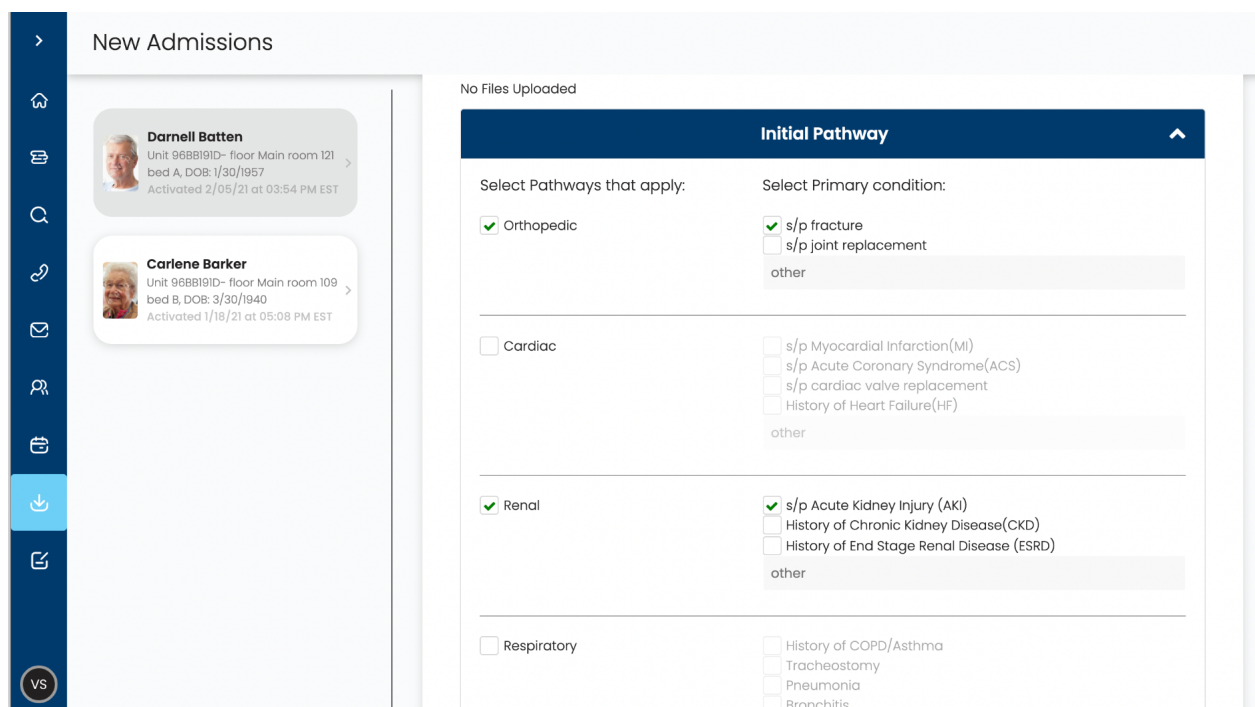 New Admissions
Darnell Batten
Unit 96BB191D- floor Main room 121
bed A, DOB: 1/30/1957
Activated 2/05/21 at 03:54 PM EST
Carlene Barker
Unit 96BB191D- floor Main room 109
bed B, DOB: 3/30/1940
Activated 1/18/21 at 05:08 PM EST
VS
No Files Uploaded
Initial Pathway
Select Pathways that apply:
Select Primary condition:
Orthopedic
s/p fracture
s/p joint replacement
other
Cardiac
s/p Myocardial Infarction(MI)
s/p Acute Coronary Syndrome(ACS)
s/p cardiac valve replacement
History of Heart Failure(HF)
other
Renal
s/p Acute Kidney Injury (AKI)
History of Chronic Kidney Disease(CKD)
History of End Stage Renal Disease (ESRD)
other
Respiratory
History of COPD/Asthma
Tracheostomy
Pneumonia
Bronchitis